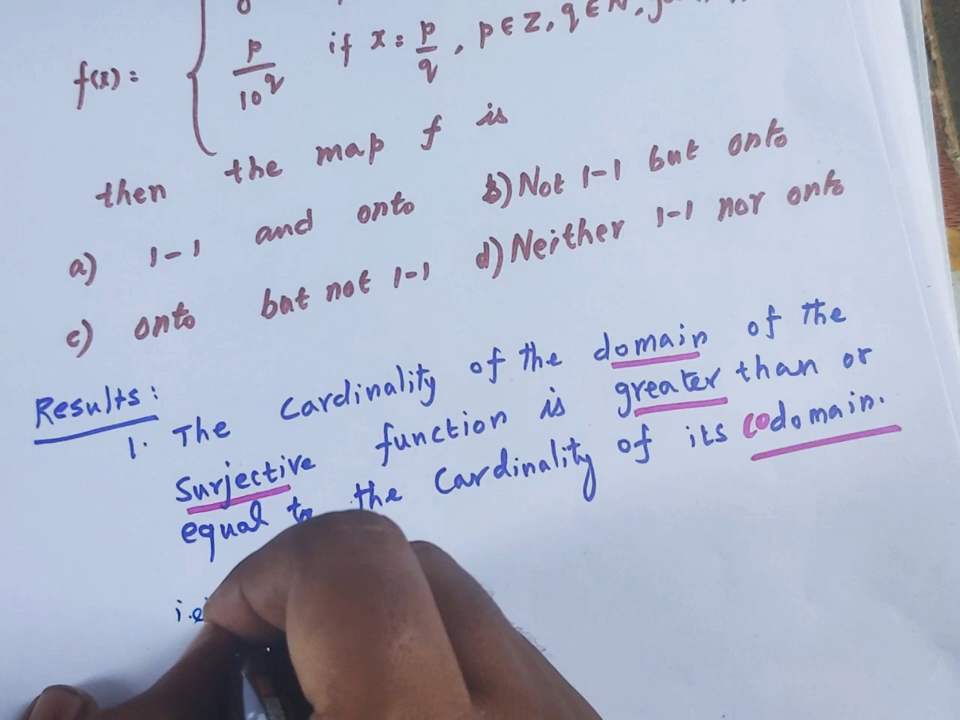 f(x) = p/10^q if x = p/q, p ∈ Z, q ∈ N,
then the map f is
a) 1-1 and onto b) Not 1-1 but onto
c) onto but not 1-1 d) Neither 1-1 nor onto
Results:
1. The Cardinality of the domain of the
Surjective function is greater than or
equal to the Cardinality of its codomain.
i.e